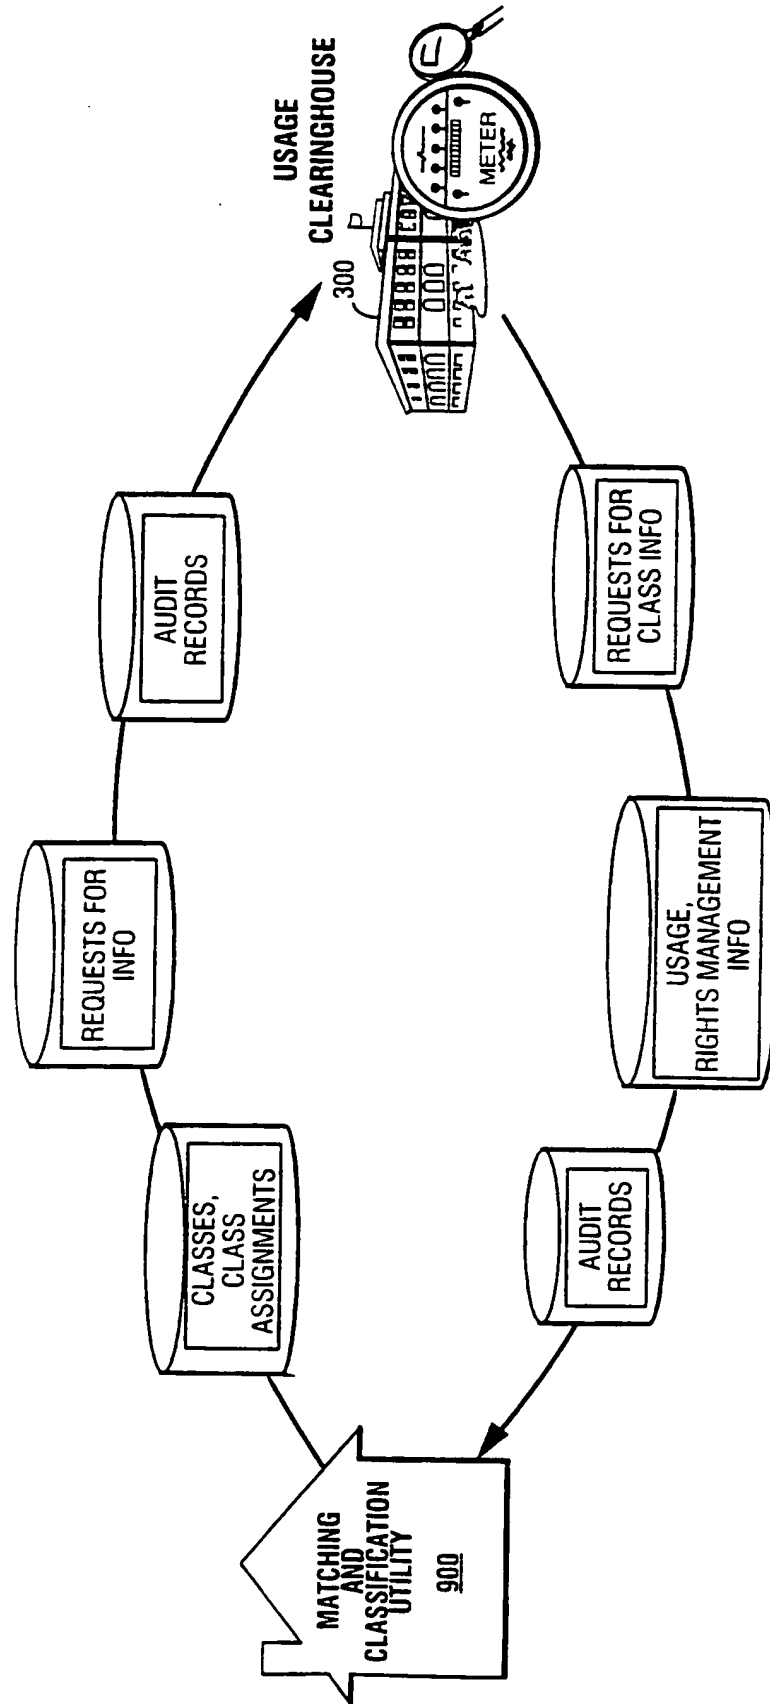 USAGE
CLEARINGHOUSE
300
METER
AUDIT
RECORDS
REQUESTS FOR
INFO
CLASSES,
CLASS
ASSIGNMENTS
MATCHING
AND
CLASSIFICATION
UTILITY
900
REQUESTS FOR
CLASS INFO
USAGE,
RIGHTS MANAGEMENT
INFO
AUDIT
RECORDS